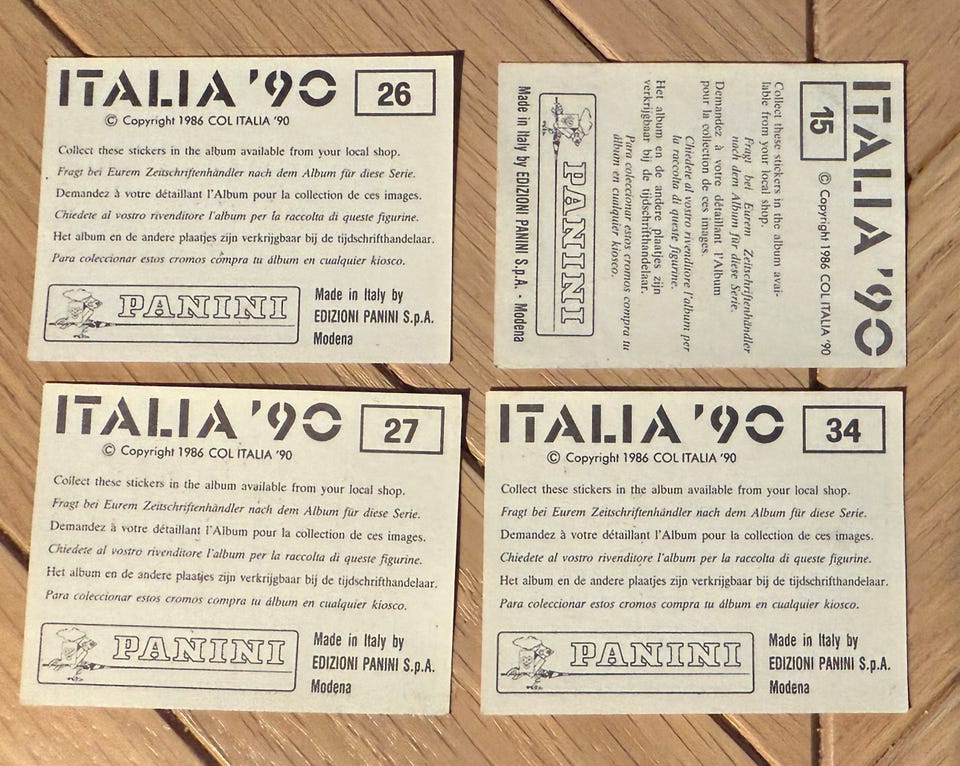 ITALIA '90 26
© Copyright 1986 COL ITALIA '90
Collect these stickers in the album available from your local shop.
Fragt bei Eurem Zeitschriftenhändler nach dem Album für diese Serie.
Demandez à votre détaillant l'Album pour la collection de ces images.
Chiedete al vostro rivenditore l'album per la raccolta di queste figurine.
Het album en de andere plaatjes zijn verkrijgbaar bij de tijdschrifthandelaar.
Para coleccionar estos cromos compra tu álbum en cualquier kiosco.
PANINI
Made in Italy by
EDIZIONI PANINI S.p.A.
Modena
ITALIA '90
15 © Copyright 1986 COL ITALIA '90
Collect these stickers in the album avai-
lable from your local shop.
Fragt bei Eurem Zeitschriftenhändler
nach dem Album für diese Serie.
Demandez à votre détaillant l'Album
pour la collection de ces images.
Chiedete al vostro rivenditore l'album per
la raccolta di queste figurine.
Het album en de andere plaatjes zijn
verkrijgbaar bij de tijdschrifthandelaar.
Para coleccionar estos cromos compra tu
álbum en cualquier kiosco.
PANINI
Made in Italy by EDIZIONI PANINI S.p.A. - Modena
ITALIA '90 27
© Copyright 1986 COL ITALIA '90
Collect these stickers in the album available from your local shop.
Fragt bei Eurem Zeitschriftenhändler nach dem Album für diese Serie.
Demandez à votre détaillant l'Album pour la collection de ces images.
Chiedete al vostro rivenditore l'album per la raccolta di queste figurine.
Het album en de andere plaatjes zijn verkrijgbaar bij de tijdschrifthandelaar.
Para coleccionar estos cromos compra tu álbum en cualquier kiosco.
PANINI
Made in Italy by
EDIZIONI PANINI S.p.A.
Modena
ITALIA '90 34
© Copyright 1986 COL ITALIA '90
Collect these stickers in the album available from your local shop.
Fragt bei Eurem Zeitschriftenhändler nach dem Album für diese Serie.
Demandez à votre détaillant l'Album pour la collection de ces images.
Chiedete al vostro rivenditore l'album per la raccolta di queste figurine.
Het album en de andere plaatjes zijn verkrijgbaar bij de tijdschrifthandelaar.
Para coleccionar estos cromos compra tu álbum en cualquier kiosco.
PANINI
Made in Italy by
EDIZIONI PANINI S.p.A.
Modena